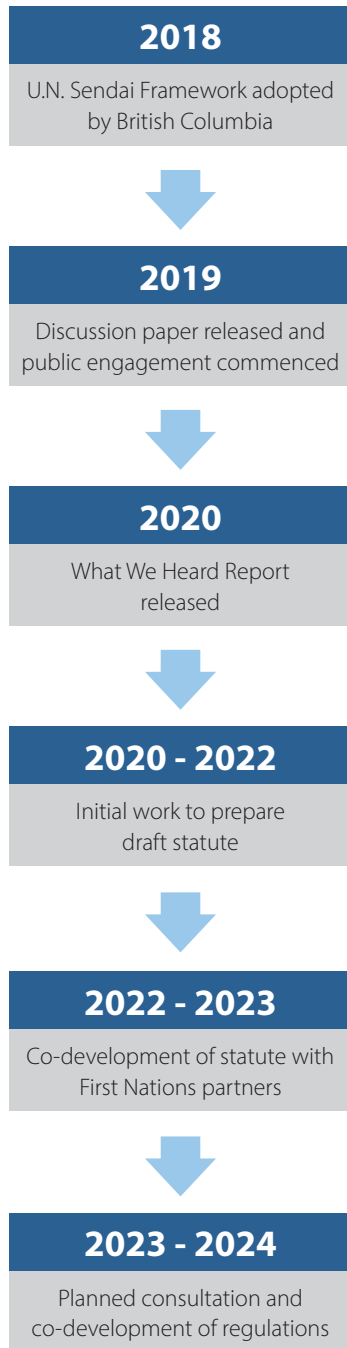 2018
U.N. Sendai Framework adopted
by British Columbia
2019
Discussion paper released and
public engagement commenced
2020
What We Heard Report
released
2020 - 2022
Initial work to prepare
draft statute
2022 - 2023
Co-development of statute with
First Nations partners
2023 - 2024
Planned consultation and
co-development of regulations